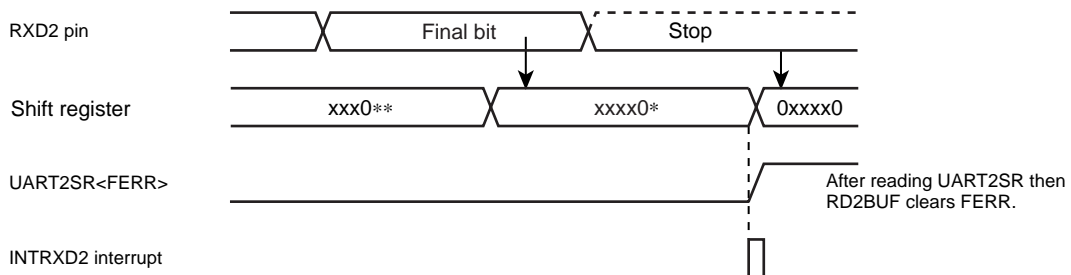 RXD2 pin
Final bit
Stop
Shift register
xxx0**
xxxx0*
0xxxx0
UART2SR<FERR>
After reading UART2SR then
RD2BUF clears FERR.
INTRXD2 interrupt